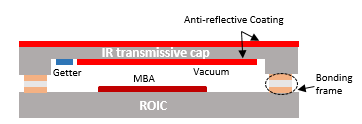 Anti-reflective Coating
IR transmissive cap
Getter
MBA
Vacuum
Bonding
frame
ROIC